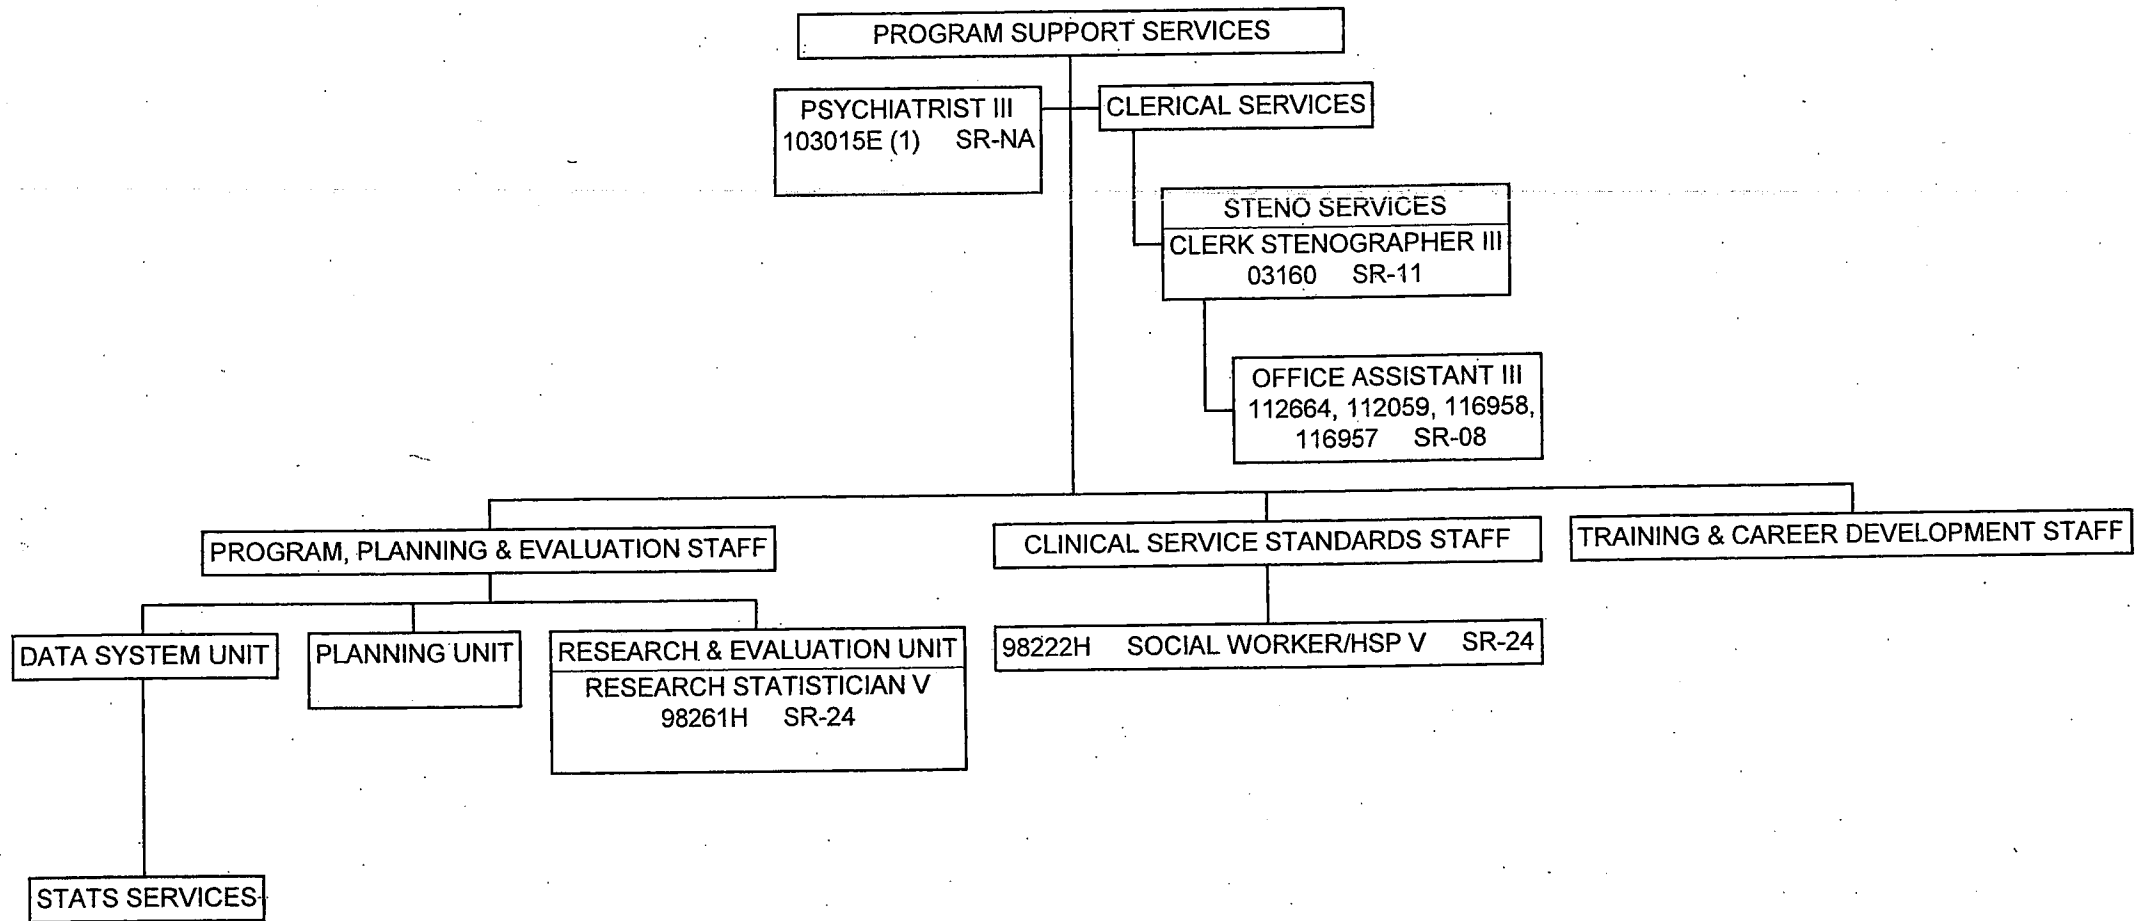 PROGRAM SUPPORT SERVICES
PSYCHIATRIST III
103015E (1) SR-NA
CLERICAL SERVICES
STENO SERVICES
CLERK STENOGRAPHER III
03160 SR-11
OFFICE ASSISTANT III
112664, 112059, 116958,
116957 SR-08
PROGRAM, PLANNING & EVALUATION STAFF
CLINICAL SERVICE STANDARDS STAFF
TRAINING & CAREER DEVELOPMENT STAFF
DATA SYSTEM UNIT
PLANNING UNIT
RESEARCH & EVALUATION UNIT
RESEARCH STATISTICIAN V
98261H SR-24
98222H SOCIAL WORKER/HSP V SR-24
STATS SERVICES